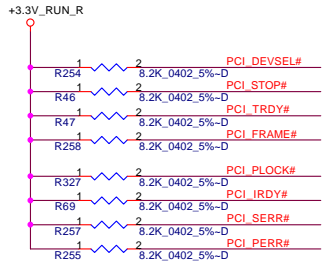 +3.3V_RUN_R
1 2 PCI_DEVSEL#
R254 8.2K_0402_5%~D
1 2 PCI_STOP#
R46 8.2K_0402_5%~D
1 2 PCI_TRDY#
R47 8.2K_0402_5%~D
1 2 PCI_FRAME#
R258 8.2K_0402_5%~D
1 2 PCI_PLOCK#
R327 8.2K_0402_5%~D
1 2 PCI_IRDY#
R69 8.2K_0402_5%~D
1 2 PCI_SERR#
R257 8.2K_0402_5%~D
1 2 PCI_PERR#
R255 8.2K_0402_5%~D